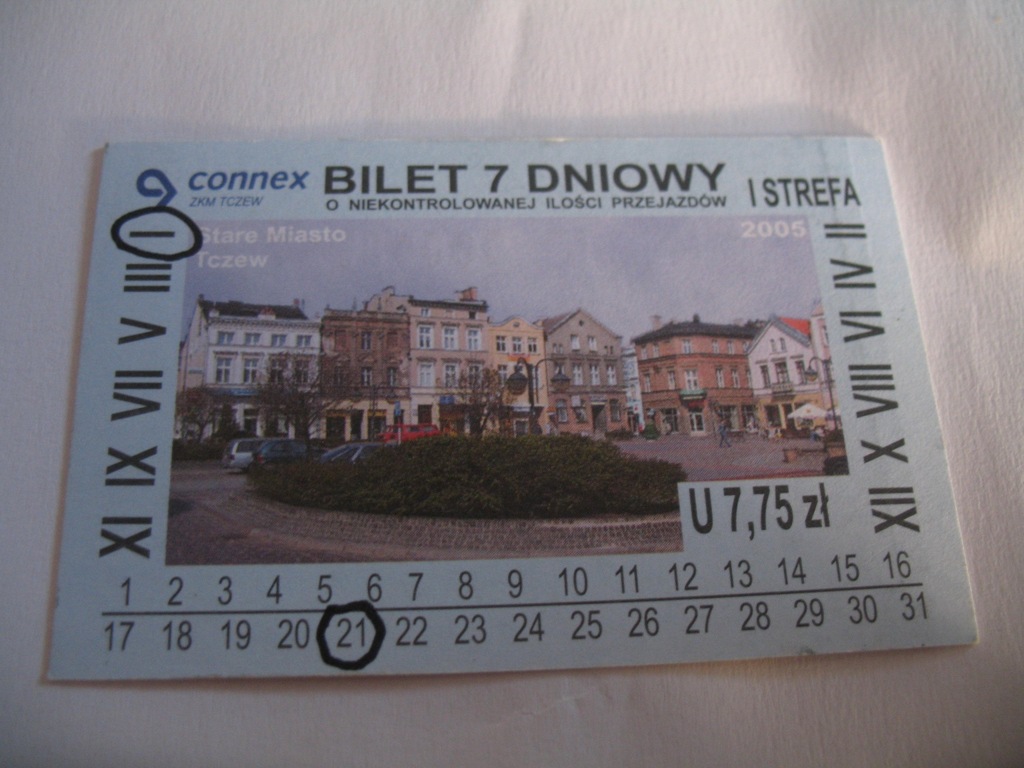 connex
ZKM TCZEW
BILET 7 DNIOWY
O NIEKONTROLOWANEJ ILOŚCI PRZEJAZDÓW
I STREFA
Stare Miasto
Tczew
2005
I
III
V
VII
IX
XI
II
IV
VI
VIII
X
XII
U 7,75 zł
1 2 3 4 5 6 7 8 9 10 11 12 13 14 15 16
17 18 19 20 21 22 23 24 25 26 27 28 29 30 31